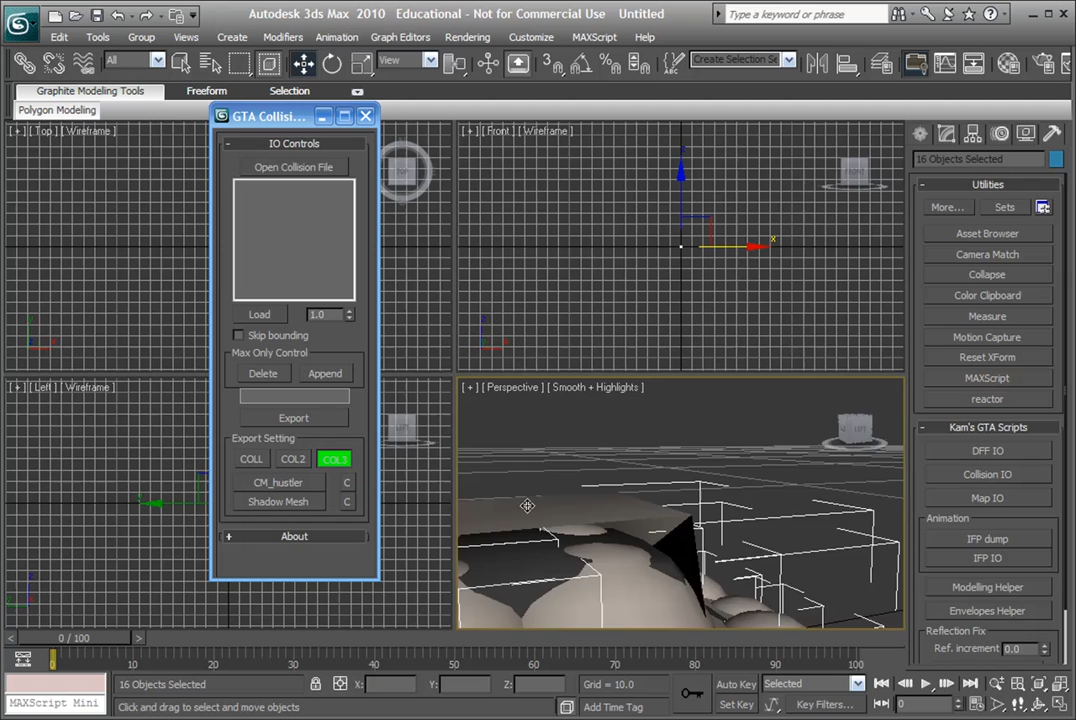 Autodesk 3ds Max 2010 Educational - Not for Commercial Use Untitled
Type a keyword or phrase
Edit Tools Group Views Create Modifiers Animation Graph Editors Rendering Customize MAXScript Help
All View Create Selection Se
Graphite Modeling Tools Freeform Selection
Polygon Modeling
[ + ] [ Top ] [ Wireframe ]
[ + ] [ Front ] [ Wireframe ]
[ + ] [ Left ] [ Wireframe ]
[ + ] [ Perspective ] [ Smooth + Highlights ]
GTA Collisi...
IO Controls
Open Collision File
Load 1.0
Skip bounding
Max Only Control
Delete Append
Export
Export Setting
COLL COL2 COL3
CM_hustler C
Shadow Mesh C
About
16 Objects Selected
Utilities
More... Sets
Asset Browser
Camera Match
Collapse
Color Clipboard
Measure
Motion Capture
Reset XForm
MAXScript
reactor
Kam's GTA Scripts
DFF IO
Collision IO
Map IO
Animation
IFP dump
IFP IO
Modelling Helper
Envelopes Helper
Reflection Fix
Ref. increment 0.0
0 / 100
0 10 20 30 40 50 60 70 80 90 100
16 Objects Selected X: Y: Z: Grid = 10.0 Auto Key Selected
MAXScript Mini Click and drag to select and move objects Add Time Tag Set Key Key Filters... 0